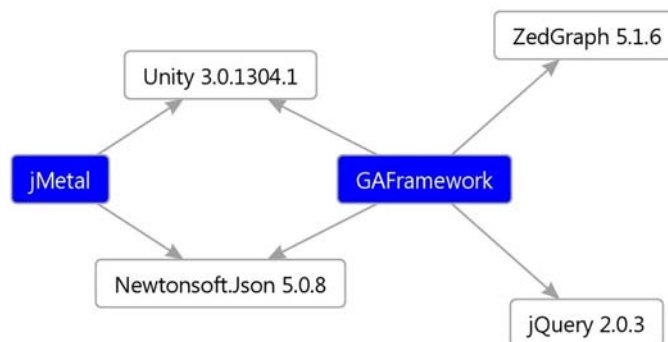 ZedGraph 5.1.6
Unity 3.0.1304.1
jMetal
GAFramework
Newtonsoft.Json 5.0.8
jQuery 2.0.3